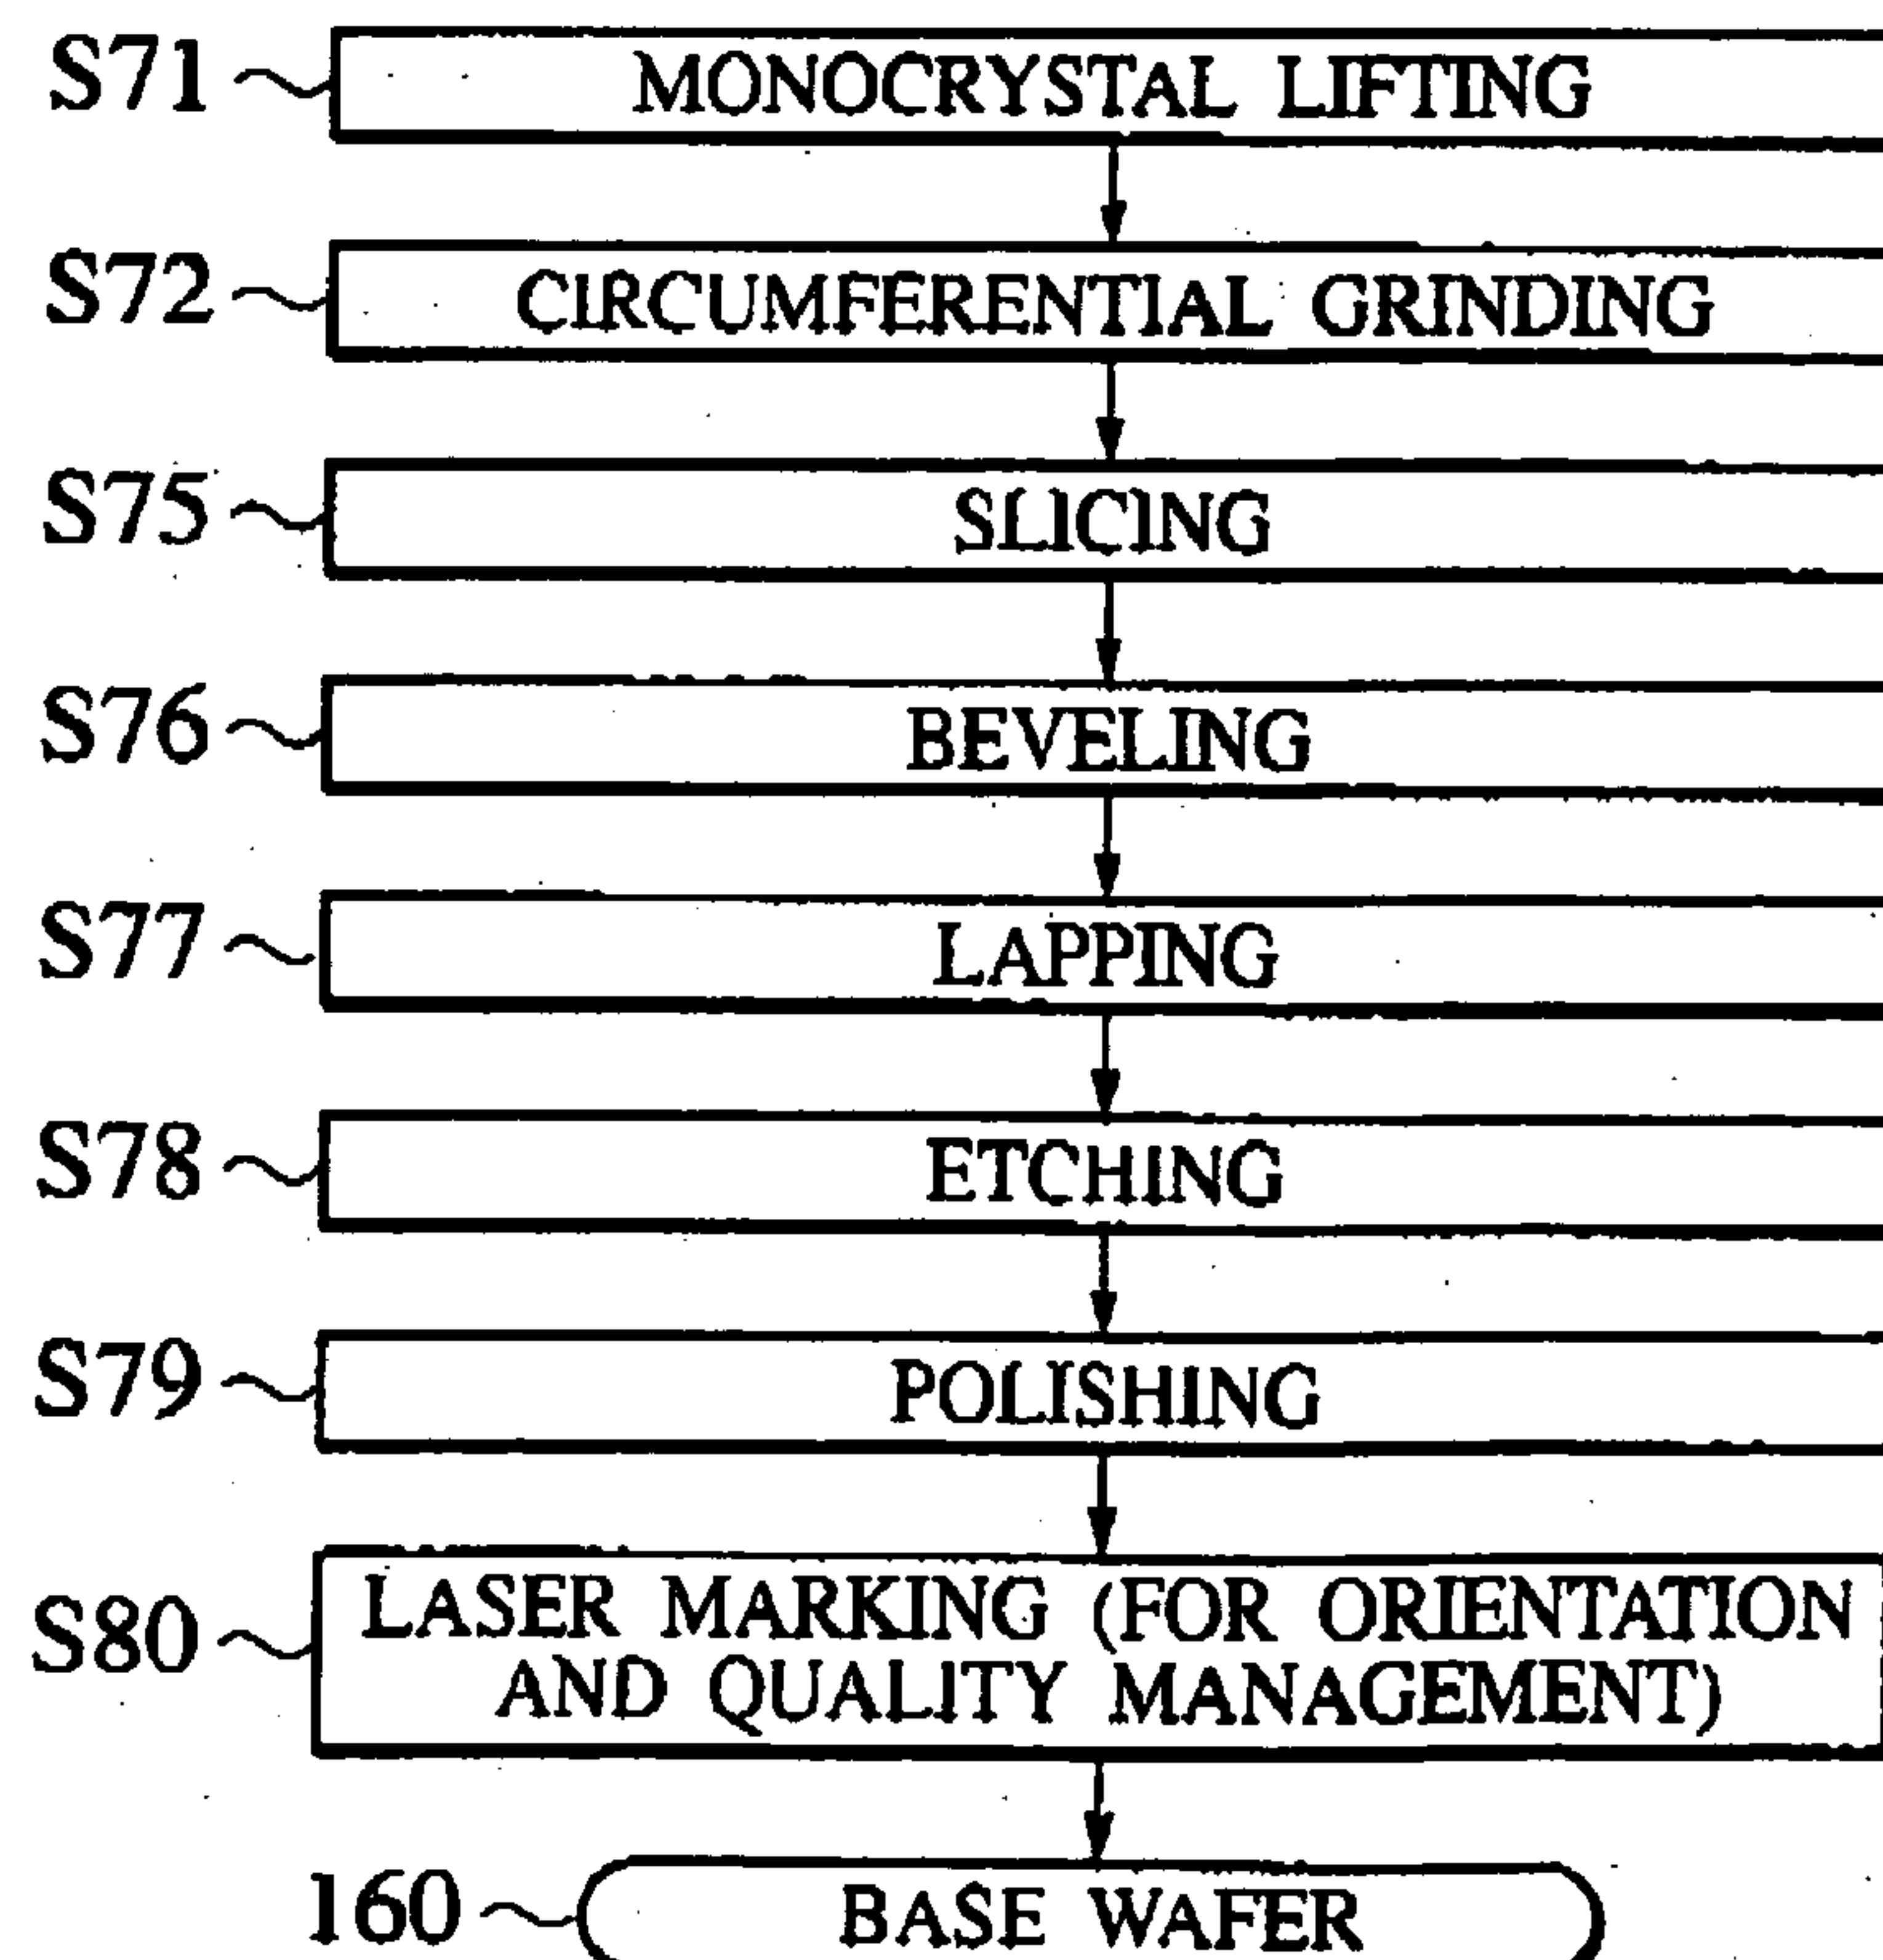 S71 MONOCRYSTAL LIFTING
S72 CIRCUMFERENTIAL GRINDING
S75 SLICING
S76 BEVELING
S77 LAPPING
S78 ETCHING
S79 POLISHING
S80 LASER MARKING (FOR ORIENTATION
AND QUALITY MANAGEMENT)
160 BASE WAFER